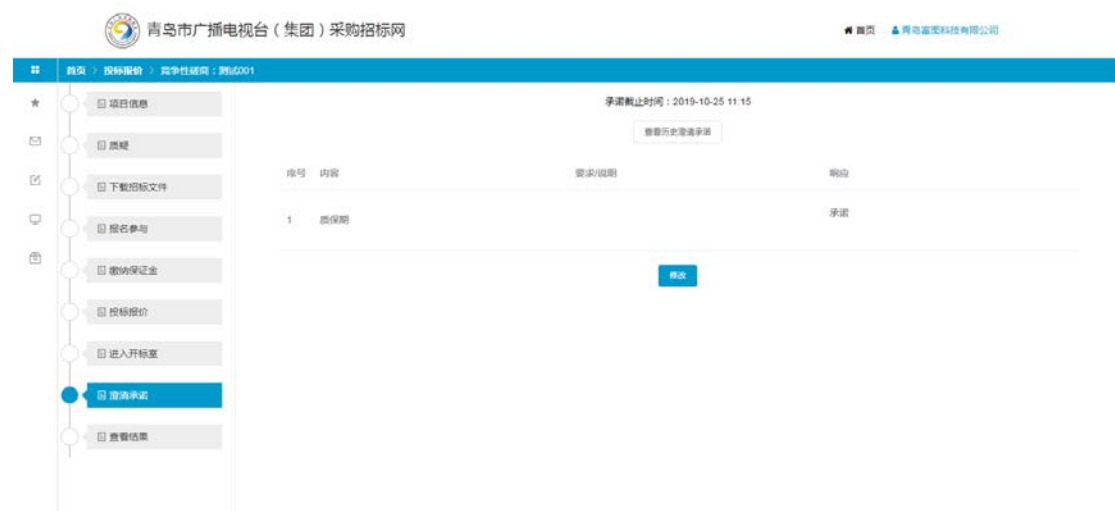 青岛市广播电视台（集团）采购招标网
首页 青岛富图科技有限公司
首页 > 投标报价 > 竞争性磋商：测试001
项目信息
质疑
下载招标文件
报名参与
缴纳保证金
投标报价
进入开标室
澄清承诺
查看结果
承诺截止时间：2019-10-25 11:15
查看历史澄清承诺
序号 内容 要求/说明 响应
1 质保期 承诺
修改